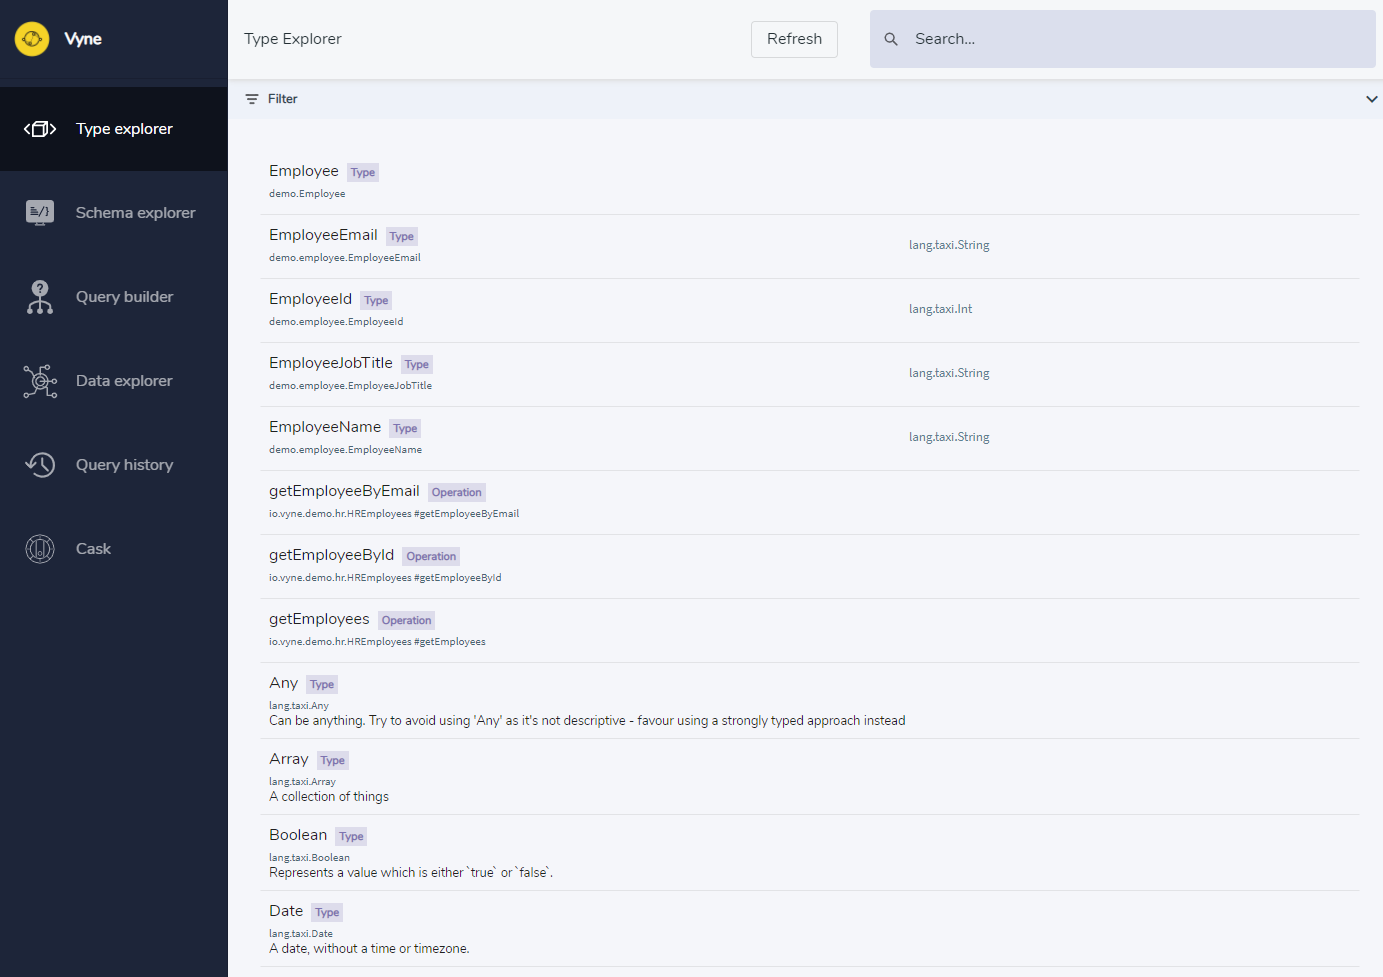 Vyne
Type Explorer
Refresh
Search...
Filter
Type explorer
Schema explorer
Query builder
Data explorer
Query history
Cask
Employee Type
demo.Employee
EmployeeEmail Type
demo.employee.EmployeeEmail
lang.taxi.String
EmployeeId Type
demo.employee.EmployeeId
lang.taxi.Int
EmployeeJobTitle Type
demo.employee.EmployeeJobTitle
lang.taxi.String
EmployeeName Type
demo.employee.EmployeeName
lang.taxi.String
getEmployeeByEmail Operation
io.vyne.demo.hr.HREmployees #getEmployeeByEmail
getEmployeeById Operation
io.vyne.demo.hr.HREmployees #getEmployeeById
getEmployees Operation
io.vyne.demo.hr.HREmployees #getEmployees
Any Type
lang.taxi.Any
Can be anything. Try to avoid using 'Any' as it's not descriptive - favour using a strongly typed approach instead
Array Type
lang.taxi.Array
A collection of things
Boolean Type
lang.taxi.Boolean
Represents a value which is either `true` or `false`.
Date Type
lang.taxi.Date
A date, without a time or timezone.